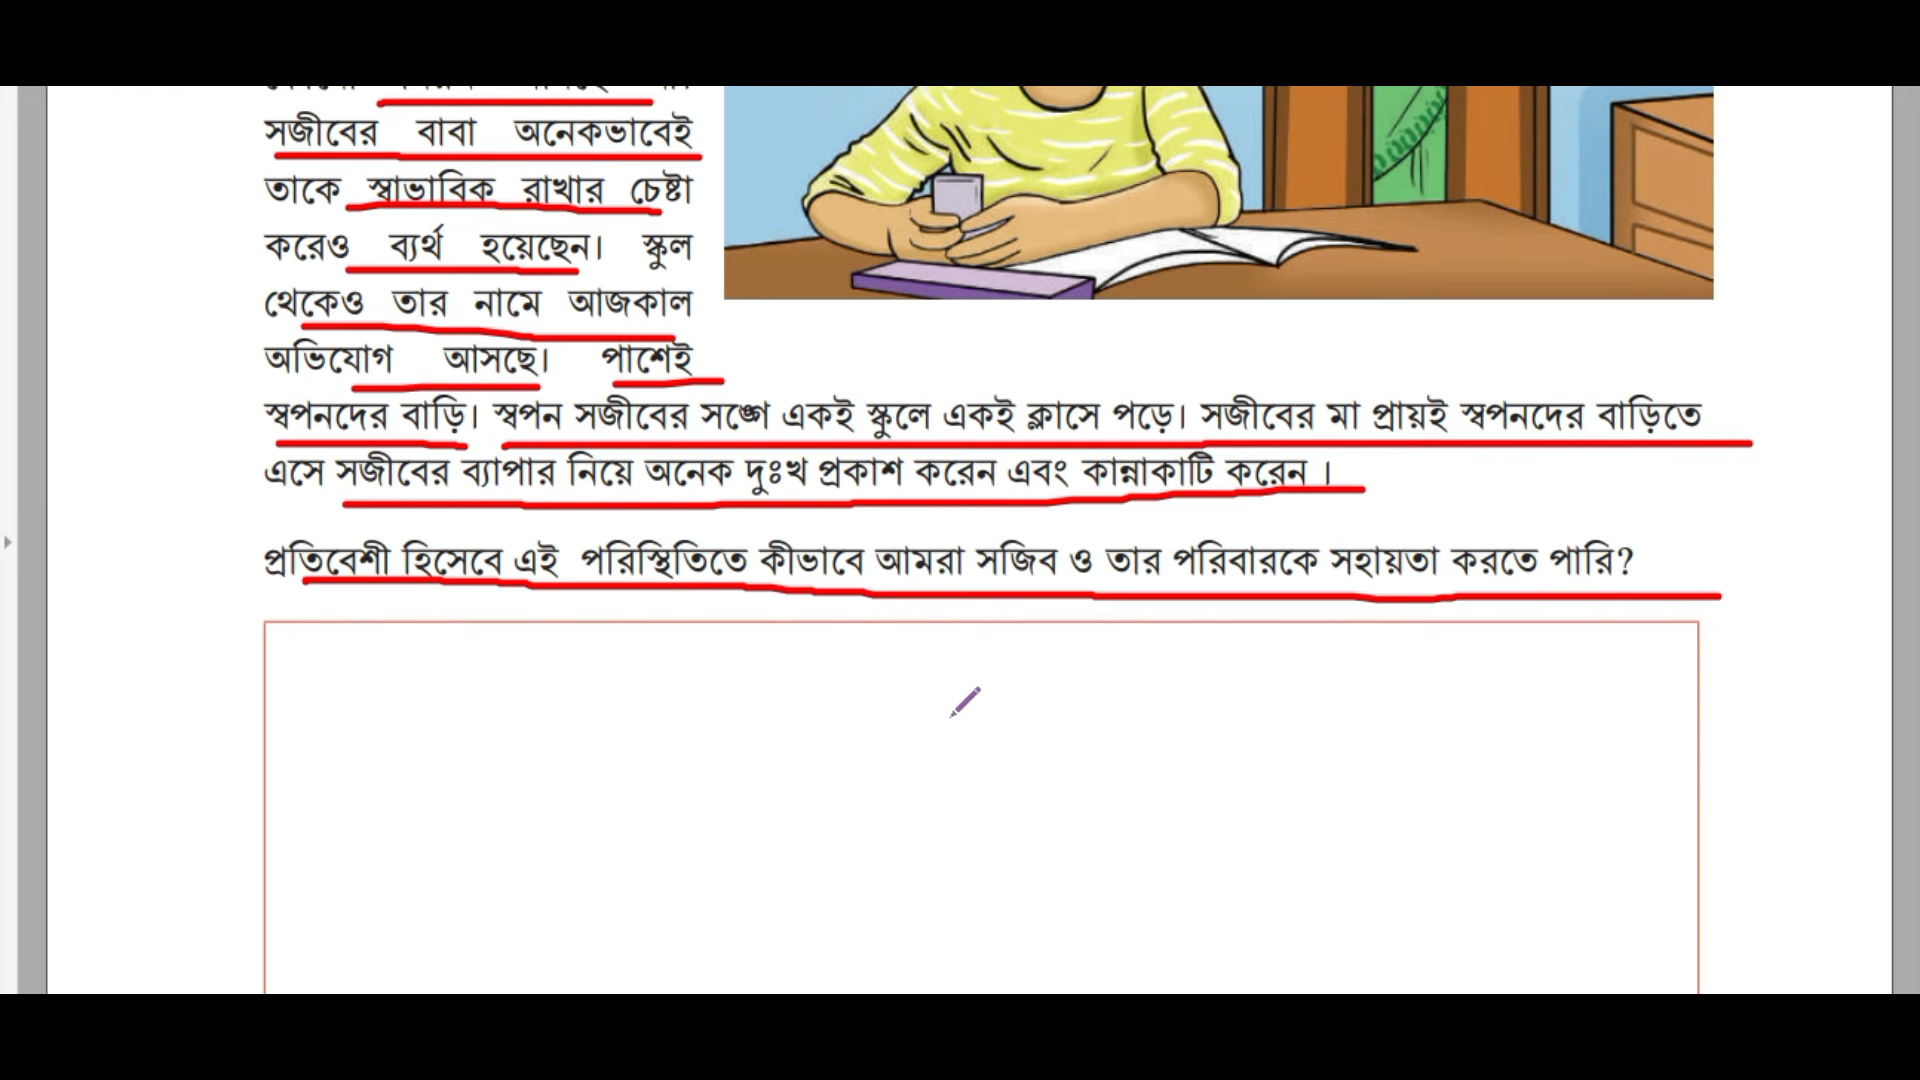 সজীবের বাবা অনেকভাবেই
তাকে স্বাভাবিক রাখার চেষ্টা
করেও ব্যর্থ হয়েছেন। স্কুল
থেকেও তার নামে আজকাল
অভিযোগ আসছে। পাশেই
স্বপনদের বাড়ি। স্বপন সজীবের সঙ্গে একই স্কুলে একই ক্লাসে পড়ে। সজীবের মা প্রায়ই স্বপনদের বাড়িতে
এসে সজীবের ব্যাপার নিয়ে অনেক দুঃখ প্রকাশ করেন এবং কান্নাকাটি করেন ।
প্রতিবেশী হিসেবে এই পরিস্থিতিতে কীভাবে আমরা সজিব ও তার পরিবারকে সহায়তা করতে পারি?